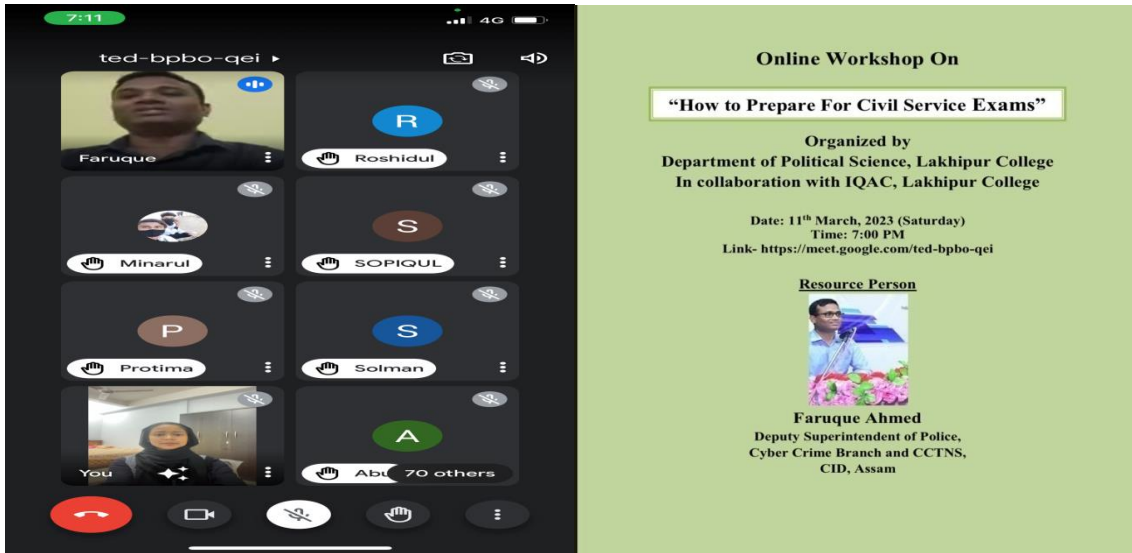 7:11
4G
ted-bpbo-qei
Faruque
R
Roshidul
Minarul
S
SOPIQUL
P
Protima
S
Solman
You
A
Abu 70 others
Online Workshop On
“How to Prepare For Civil Service Exams”
Organized by
Department of Political Science, Lakhipur College
In collaboration with IQAC, Lakhipur College
Date: 11th March, 2023 (Saturday)
Time: 7:00 PM
Link- https://meet.google.com/ted-bpbo-qei
Resource Person
Faruque Ahmed
Deputy Superintendent of Police,
Cyber Crime Branch and CCTNS,
CID, Assam